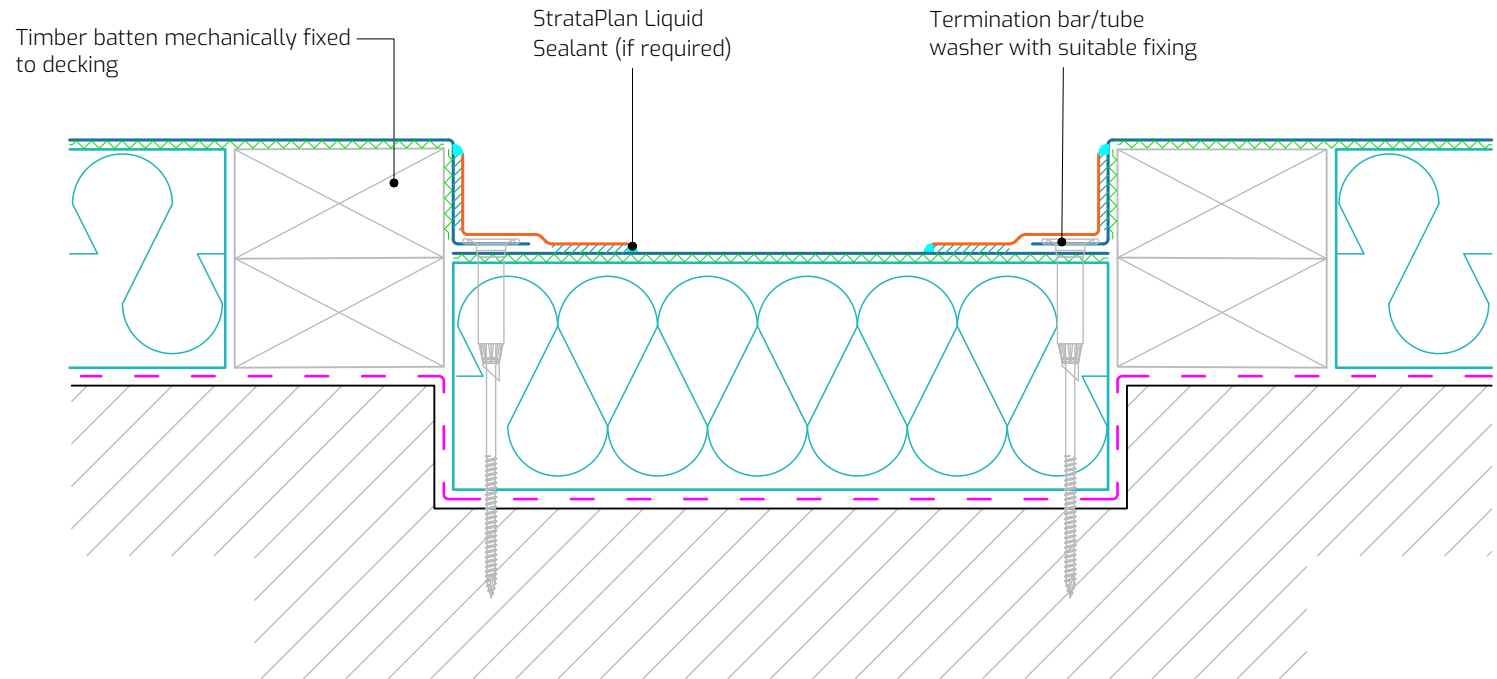 Timber batten mechanically fixed
to decking
StrataPlan Liquid
Sealant (if required)
Termination bar/tube
washer with suitable fixing